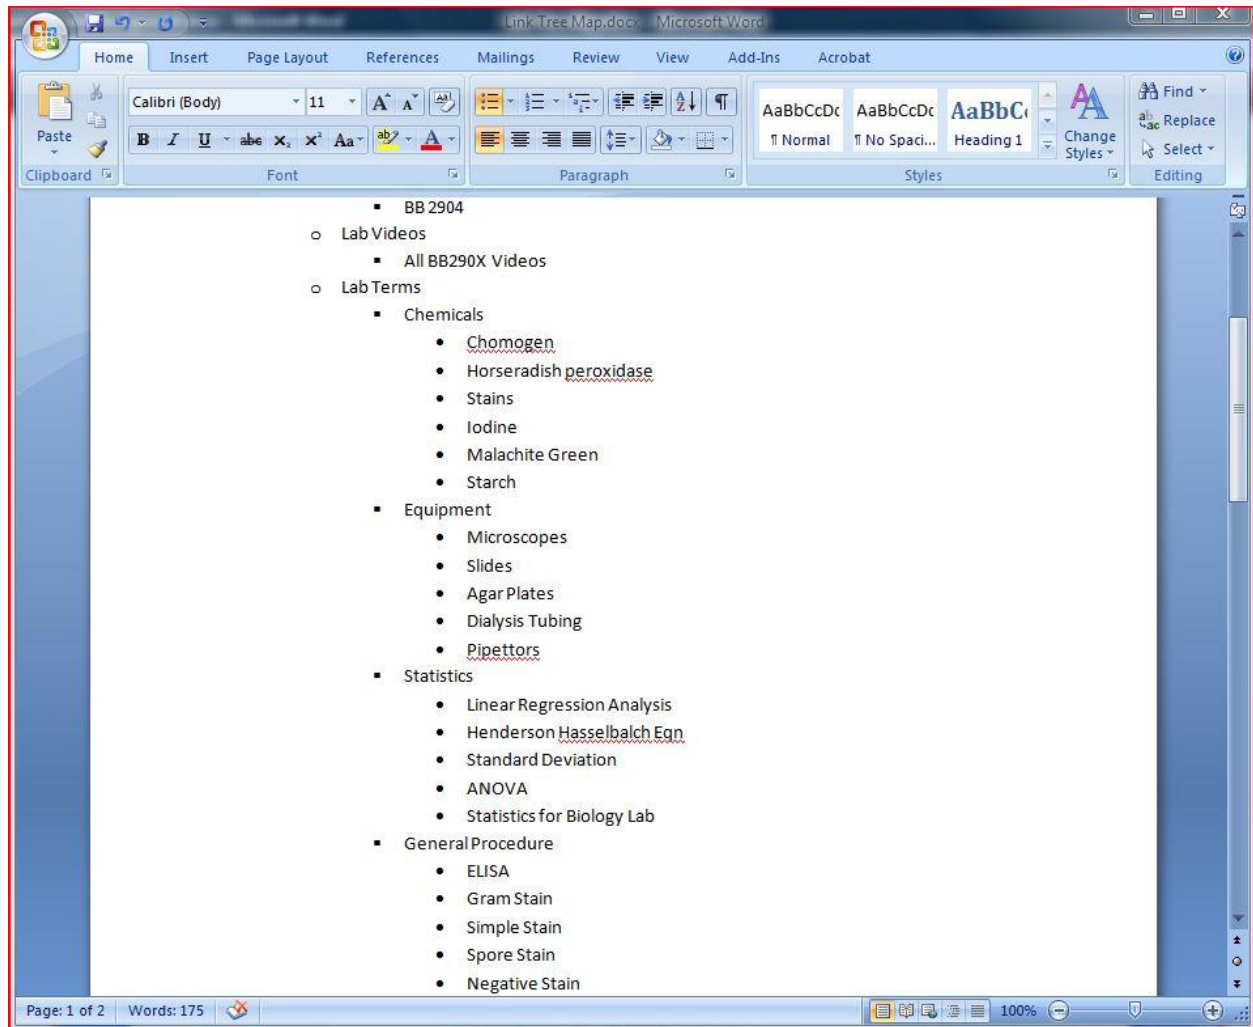 Link Tree Map.docx - Microsoft Word
Home Insert Page Layout References Mailings Review View Add-Ins Acrobat
Paste
Calibri (Body) 11
AaBbCcDc AaBbCcDc AaBbC
¶ Normal ¶ No Spaci... Heading 1
Change Styles
Find
Replace
Select
Clipboard Font Paragraph Styles Editing
BB 2904
Lab Videos
All BB290X Videos
Lab Terms
Chemicals
Chomogen
Horseradish peroxidase
Stains
Iodine
Malachite Green
Starch
Equipment
Microscopes
Slides
Agar Plates
Dialysis Tubing
Pipettors
Statistics
Linear Regression Analysis
Henderson Hasselbalch Eqn
Standard Deviation
ANOVA
Statistics for Biology Lab
General Procedure
ELISA
Gram Stain
Simple Stain
Spore Stain
Negative Stain
Page: 1 of 2 Words: 175 100%